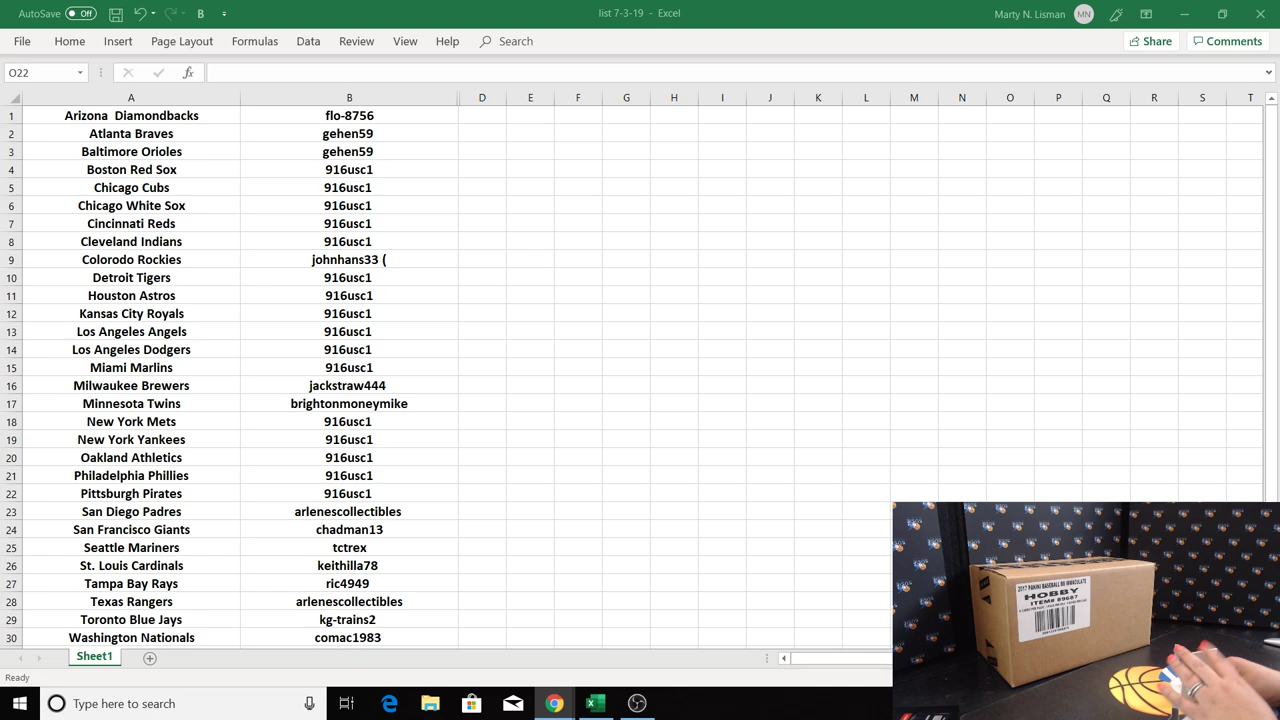 AutoSave Off B list 7-3-19 - Excel Marty N. Lisman MN
File Home Insert Page Layout Formulas Data Review View Help Search Share Comments
O22 fx
A B D E F G H I J K L M N O P Q R S T
1 Arizona  Diamondbacks flo-8756
2 Atlanta Braves gehen59
3 Baltimore Orioles gehen59
4 Boston Red Sox 916usc1
5 Chicago Cubs 916usc1
6 Chicago White Sox 916usc1
7 Cincinnati Reds 916usc1
8 Cleveland Indians 916usc1
9 Colorodo Rockies johnhans33 (
10 Detroit Tigers 916usc1
11 Houston Astros 916usc1
12 Kansas City Royals 916usc1
13 Los Angeles Angels 916usc1
14 Los Angeles Dodgers 916usc1
15 Miami Marlins 916usc1
16 Milwaukee Brewers jackstraw444
17 Minnesota Twins brightonmoneymike
18 New York Mets 916usc1
19 New York Yankees 916usc1
20 Oakland Athletics 916usc1
21 Philadelphia Phillies 916usc1
22 Pittsburgh Pirates 916usc1
23 San Diego Padres arlenescollectibles
24 San Francisco Giants chadman13
25 Seattle Mariners tctrex
26 St. Louis Cardinals keithilla78
27 Tampa Bay Rays ric4949
28 Texas Rangers arlenescollectibles
29 Toronto Blue Jays kg-trains2
30 Washington Nationals comac1983
2017 PANINI BASEBALL BB IMMACULATE
HOBBY
ITEM# 89687
Sheet1
Ready
Type here to search